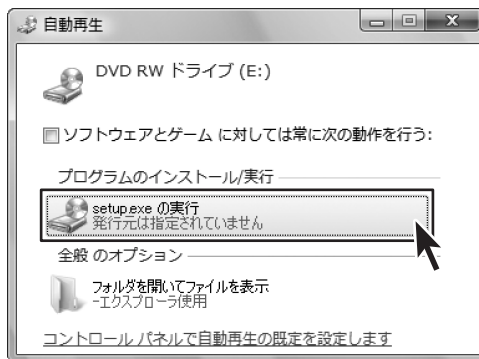 自動再生
DVD RW ドライブ (E:)
ソフトウェアとゲーム に対しては常に次の動作を行う:
プログラムのインストール/実行
setup.exe の実行
発行元は指定されていません
全般 のオプション
フォルダを開いてファイルを表示
-エクスプローラ使用
コントロール パネルで自動再生の既定を設定します